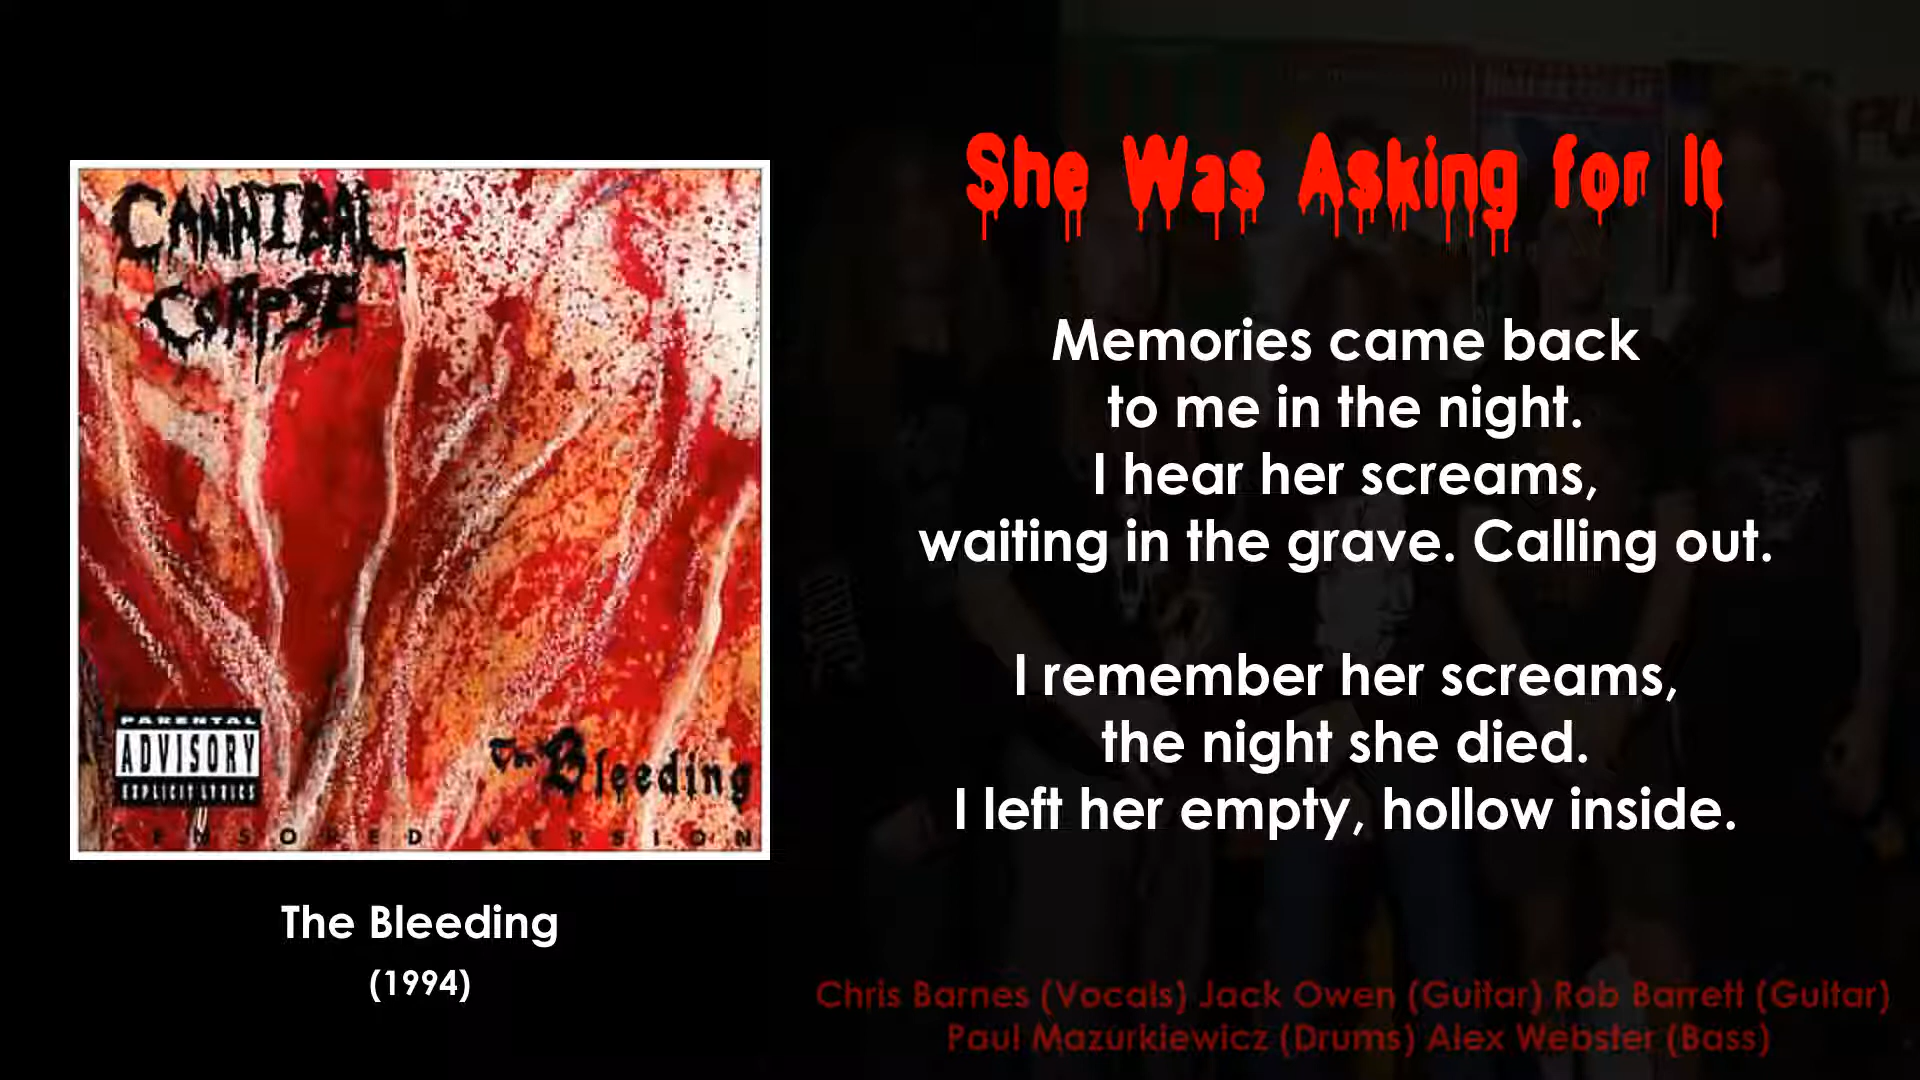 CANNIBAL
CORPSE
PARENTAL
ADVISORY
EXPLICIT LYRICS
The Bleeding
CENSORED VERSION
The Bleeding
(1994)
She Was Asking for It
Memories came back
to me in the night.
I hear her screams,
waiting in the grave. Calling out.
I remember her screams,
the night she died.
I left her empty, hollow inside.
Chris Barnes (Vocals) Jack Owen (Guitar) Rob Barrett (Guitar)
Paul Mazurkiewicz (Drums) Alex Webster (Bass)